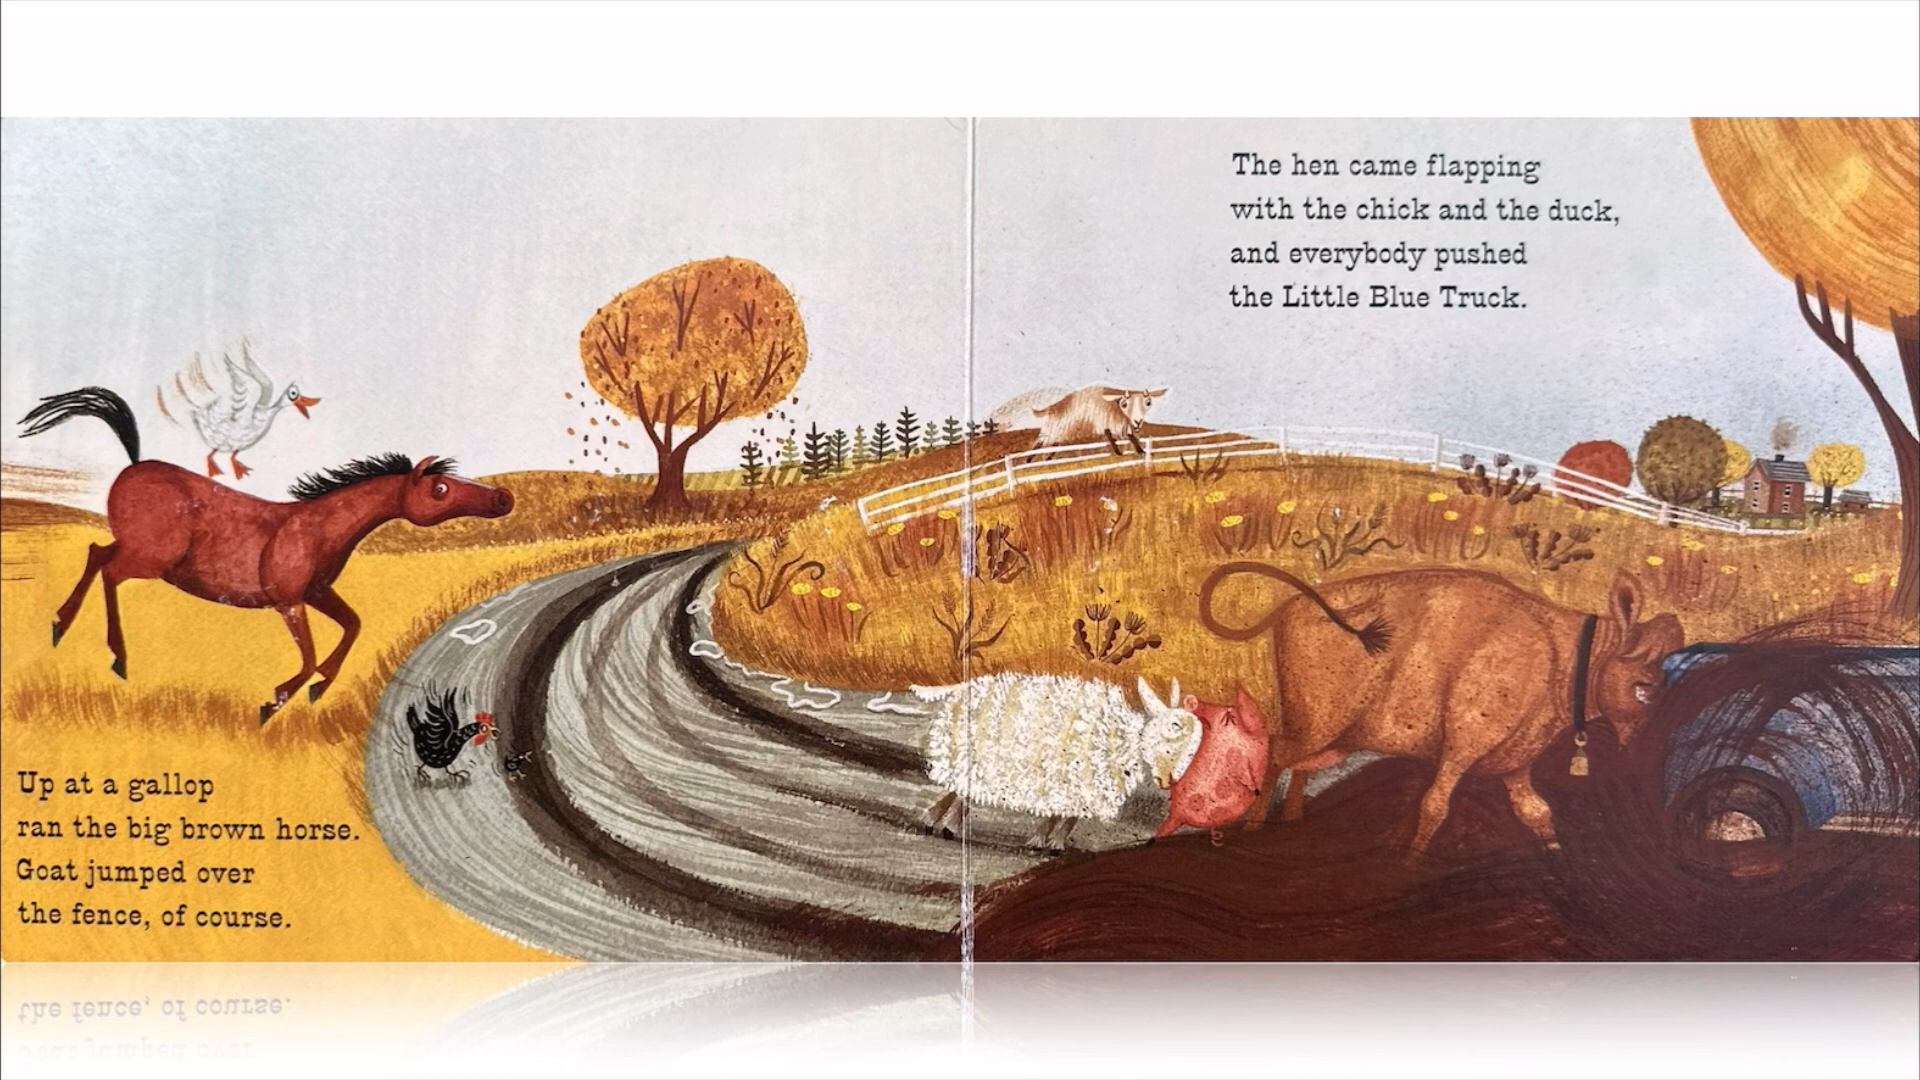 Up at a gallop
ran the big brown horse.
Goat jumped over
the fence, of course.
The hen came flapping
with the chick and the duck,
and everybody pushed
the Little Blue Truck.